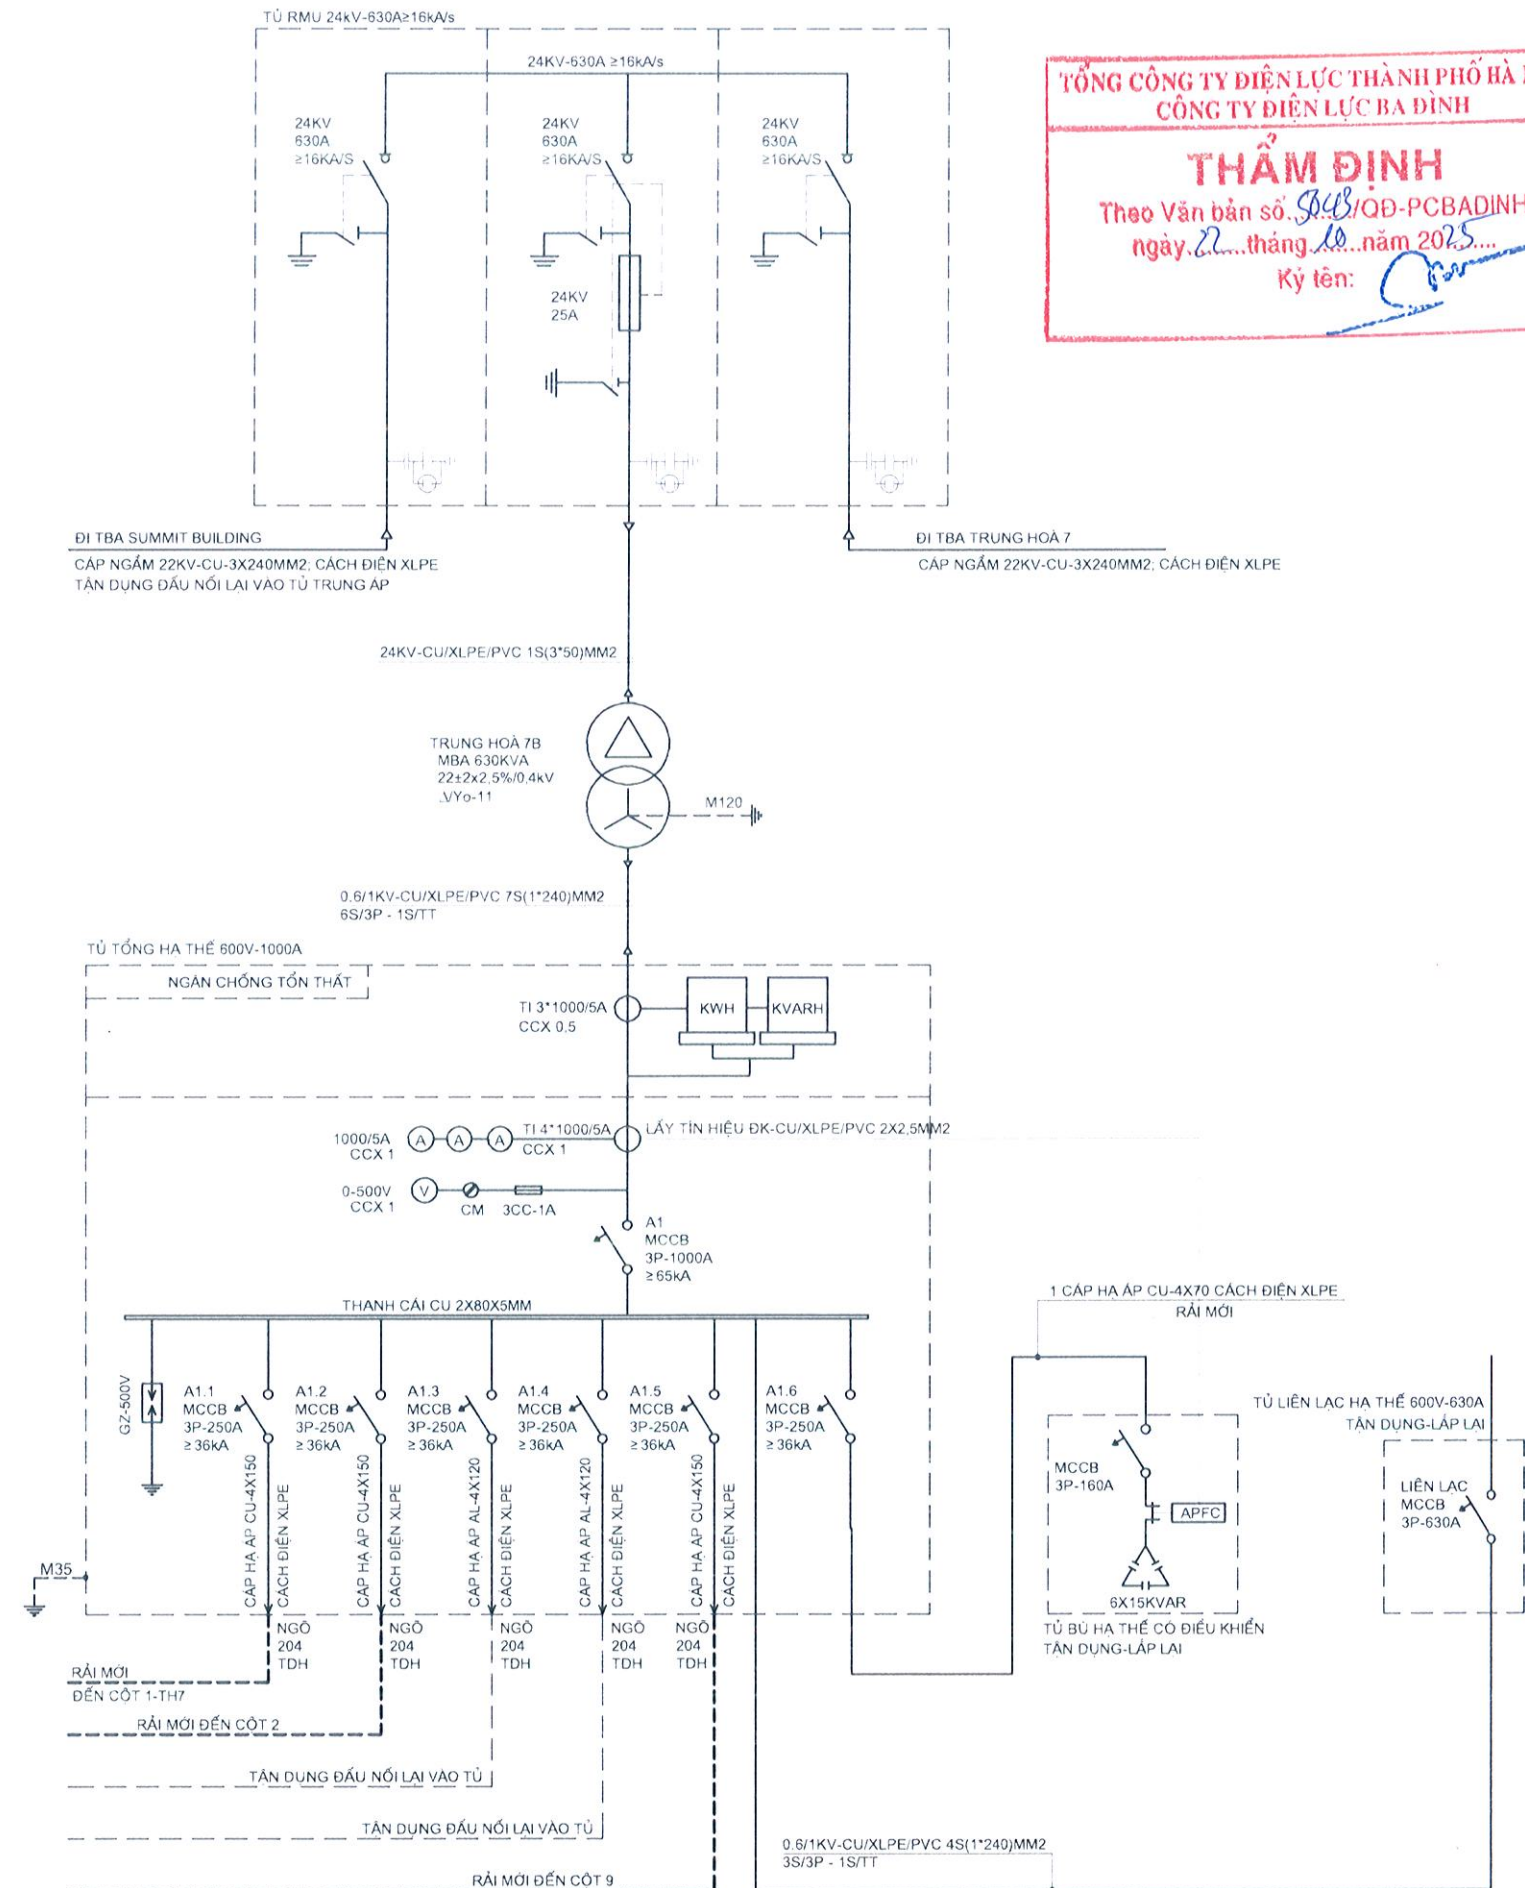 TỦ RMU 24kV-630A≥16kA/s
24KV-630A ≥16kA/s
24KV
630A
≥16KA/S
24KV
630A
≥16KA/S
24KV
630A
≥16KA/S
24KV
25A
TỔNG CÔNG TY ĐIỆN LỰC THÀNH PHỐ HÀ
CÔNG TY ĐIỆN LỰC BA ĐÌNH
THẨM ĐỊNH
Theo Văn bản số /QĐ-PCBADINH
ngày 22 tháng 10 năm 2025
Ký tên:
ĐI TBA SUMMIT BUILDING
CÁP NGẦM 22KV-CU-3X240MM2; CÁCH ĐIỆN XLPE
TẬN DỤNG ĐẤU NỐI LẠI VÀO TỦ TRUNG ÁP
ĐI TBA TRUNG HOÀ 7
CÁP NGẦM 22KV-CU-3X240MM2; CÁCH ĐIỆN XLPE
24KV-CU/XLPE/PVC 1S(3*50)MM2
TRUNG HOÀ 7B
MBA 630KVA
22±2x2,5%/0,4kV
VYo-11
M120
0.6/1KV-CU/XLPE/PVC 7S(1*240)MM2
6S/3P - 1S/TT
TỦ TỔNG HẠ THẾ 600V-1000A
NGĂN CHỐNG TỔN THẤT
TI 3*1000/5A
CCX 0,5
KWH
KVARH
1000/5A
CCX 1
A
A
A
TI 4*1000/5A
CCX 1
LẤY TÍN HIỆU ĐK-CU/XLPE/PVC 2X2,5MM2
0-500V
CCX 1
V
CM
3CC-1A
A1
MCCB
3P-1000A
≥65kA
THANH CÁI CU 2X80X5MM
GZ-500V
A1.1
MCCB
3P-250A
≥36kA
A1.2
MCCB
3P-250A
≥36kA
A1.3
MCCB
3P-250A
≥36kA
A1.4
MCCB
3P-250A
≥36kA
A1.5
MCCB
3P-250A
≥36kA
A1.6
MCCB
3P-250A
≥36kA
CÁP HẠ ÁP CU-4X150
CÁCH ĐIỆN XLPE
CÁP HẠ ÁP CU-4X150
CÁCH ĐIỆN XLPE
CÁP HẠ ÁP AL-4X120
CÁCH ĐIỆN XLPE
CÁP HẠ ÁP AL-4X120
CÁCH ĐIỆN XLPE
CÁP HẠ ÁP CU-4X150
CÁCH ĐIỆN XLPE
1 CÁP HẠ ÁP CU-4X70 CÁCH ĐIỆN XLPE
RẢI MỚI
MCCB
3P-160A
APFC
6X15KVAR
TỦ BÙ HẠ THẾ CÓ ĐIỀU KHIỂN
TẬN DỤNG-LẮP LẠI
TỦ LIÊN LẠC HẠ THẾ 600V-630A
TẬN DỤNG-LẮP LẠI
LIÊN LẠC
MCCB
3P-630A
M35
NGÕ
204
TDH
NGÕ
204
TDH
NGÕ
204
TDH
NGÕ
204
TDH
NGÕ
204
TDH
RẢI MỚI
ĐẾN CỘT 1-TH7
RẢI MỚI ĐẾN CỘT 2
TẬN DỤNG ĐẤU NỐI LẠI VÀO TỦ
TẬN DỤNG ĐẤU NỐI LẠI VÀO TỦ
RẢI MỚI ĐẾN CỘT 9
0.6/1KV-CU/XLPE/PVC 4S(1*240)MM2
3S/3P - 1S/TT